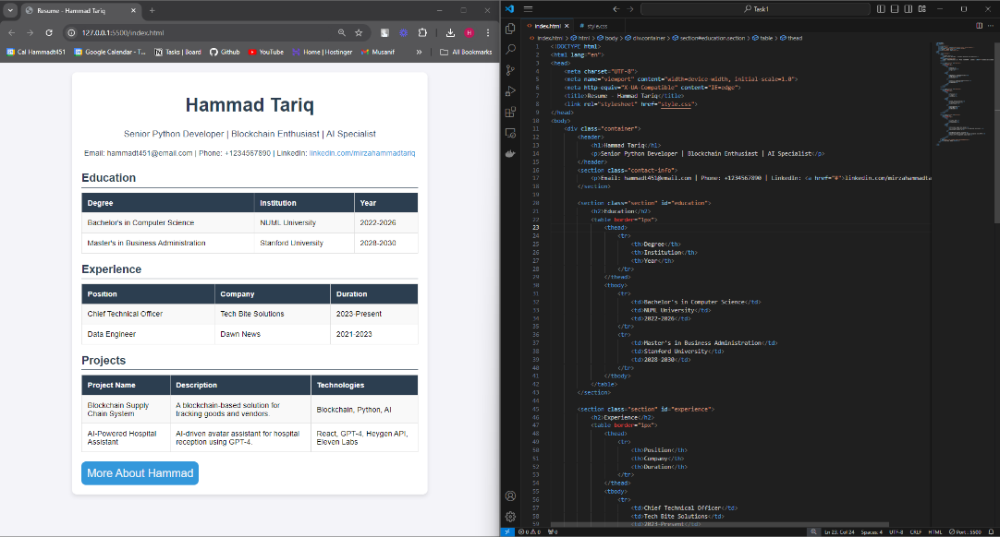 Resume - Hammad Tariq
127.0.0.1:5500/index.html
Cal Hammadt451
Google Calendar - T...
Tasks | Board
Github
YouTube
Home | Hostinger
Musanif
»
All Bookmarks
Hammad Tariq
Senior Python Developer | Blockchain Enthusiast | AI Specialist
Email: hammadt451@email.com | Phone: +1234567890 | LinkedIn: linkedin.com/mirzahammadtariq
Education
Degree Institution Year
Bachelor's in Computer Science NUML University 2022-2026
Master's in Business Administration Stanford University 2028-2030
Experience
Position Company Duration
Chief Technical Officer Tech Bite Solutions 2023-Present
Data Engineer Dawn News 2021-2023
Projects
Project Name Description Technologies
Blockchain Supply Chain System A blockchain-based solution for tracking goods and vendors. Blockchain, Python, AI
AI-Powered Hospital Assistant AI-driven avatar assistant for hospital reception using GPT-4. React, GPT-4, Heygen API, Eleven Labs
More About Hammad
Task1
index.html
style.css
index.html > html > body > div.container > section#education.section > table > thead
1 <!DOCTYPE html>
2 <html lang="en">
3 <head>
4 <meta charset="UTF-8">
5 <meta name="viewport" content="width=device-width, initial-scale=1.0">
6 <meta http-equiv="X-UA-Compatible" content="IE=edge">
7 <title>Resume - Hammad Tariq</title>
8 <link rel="stylesheet" href="style.css">
9 </head>
10 <body>
11 <div class="container">
12 <header>
13 <h1>Hammad Tariq</h1>
14 <p>Senior Python Developer | Blockchain Enthusiast | AI Specialist</p>
15 </header>
16 <section class="contact-info">
17 <p>Email: hammadt451@email.com | Phone: +1234567890 | LinkedIn: <a href="#">linkedin.com/mirzahammadta
18 </section>
19
20 <section class="section" id="education">
21 <h2>Education</h2>
22 <table border="1px">
23 <thead>
24 <tr>
25 <th>Degree</th>
26 <th>Institution</th>
27 <th>Year</th>
28 </tr>
29 </thead>
30 <tbody>
31 <tr>
32 <td>Bachelor's in Computer Science</td>
33 <td>NUML University</td>
34 <td>2022-2026</td>
35 </tr>
36 <tr>
37 <td>Master's in Business Administration</td>
38 <td>Stanford University</td>
39 <td>2028-2030</td>
40 </tr>
41 </tbody>
42 </table>
43 </section>
44
45 <section class="section" id="experience">
46 <h2>Experience</h2>
47 <table border="1px">
48 <thead>
49 <tr>
50 <th>Position</th>
51 <th>Company</th>
52 <th>Duration</th>
53 </tr>
54 </thead>
55 <tbody>
56 <tr>
57 <td>Chief Technical Officer</td>
58 <td>Tech Bite Solutions</td>
59 <td>2023-Present</td>
0 0 0 Ln 23, Col 24 Spaces: 4 UTF-8 CRLF HTML Port : 5500